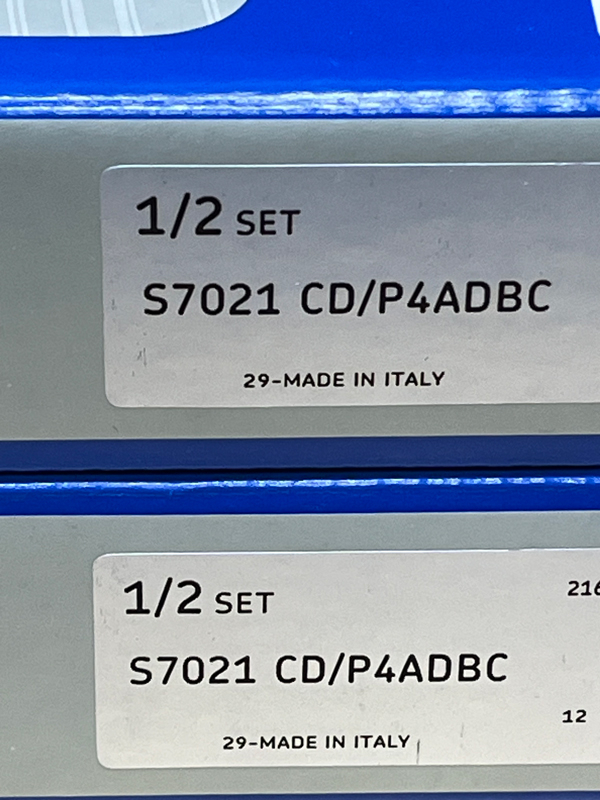 1/2 SET
S7021 CD/P4ADBC
29-MADE IN ITALY
1/2 SET
S7021 CD/P4ADBC
29-MADE IN ITALY
12